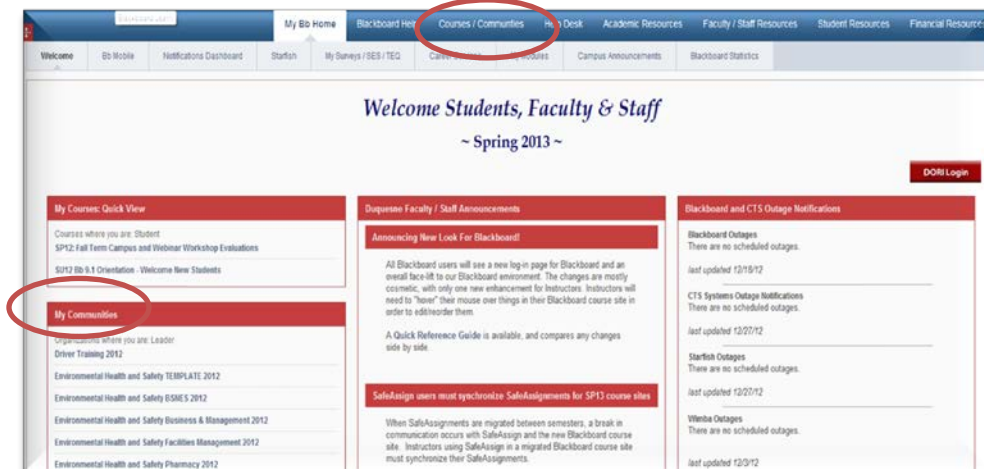 My Bb Home Blackboard Help Courses / Communities Help Desk Academic Resources Faculty / Staff Resources Student Resources Financial Resources
Welcome Bb Mobile Notifications Dashboard Starfish My Surveys / SES / TEQ Campus Announcements Blackboard Statistics
Welcome Students, Faculty & Staff
~ Spring 2013 ~
DORI Login
My Courses: Quick View
Courses where you are: Student
SP12: Fall Term Campus and Webinar Workshop Evaluations
SU12 Bb 9.1 Orientation - Welcome New Students
My Communities
Organizations where you are: Leader
Driver Training 2012
Environmental Health and Safety TEMPLATE 2012
Environmental Health and Safety BSNES 2012
Environmental Health and Safety Business & Management 2012
Environmental Health and Safety Facilities Management 2012
Environmental Health and Safety Pharmacy 2012
Duquesne Faculty / Staff Announcements
Announcing New Look For Blackboard!
All Blackboard users will see a new log-in page for Blackboard and an
overall face-lift to our Blackboard environment. The changes are mostly
cosmetic, with only one new enhancement for Instructors. Instructors will
need to "hover" their mouse over things in their Blackboard course site in
order to edit/reorder them.
A Quick Reference Guide is available, and compares any changes
side by side.
SafeAssign users must synchronize SafeAssignments for SP13 course sites
When SafeAssignments are migrated between semesters, a break in
communication occurs with SafeAssign and the new Blackboard course
site. Instructors using SafeAssign in a migrated Blackboard course site
must synchronize their SafeAssignments.
Blackboard and CTS Outage Notifications
Blackboard Outages
There are no scheduled outages.
last updated 12/18/12
CTS Systems Outage Notifications
There are no scheduled outages.
last updated 12/27/12
Starfish Outages
There are no scheduled outages.
last updated 12/27/12
Wimba Outages
There are no scheduled outages.
last updated 12/3/12